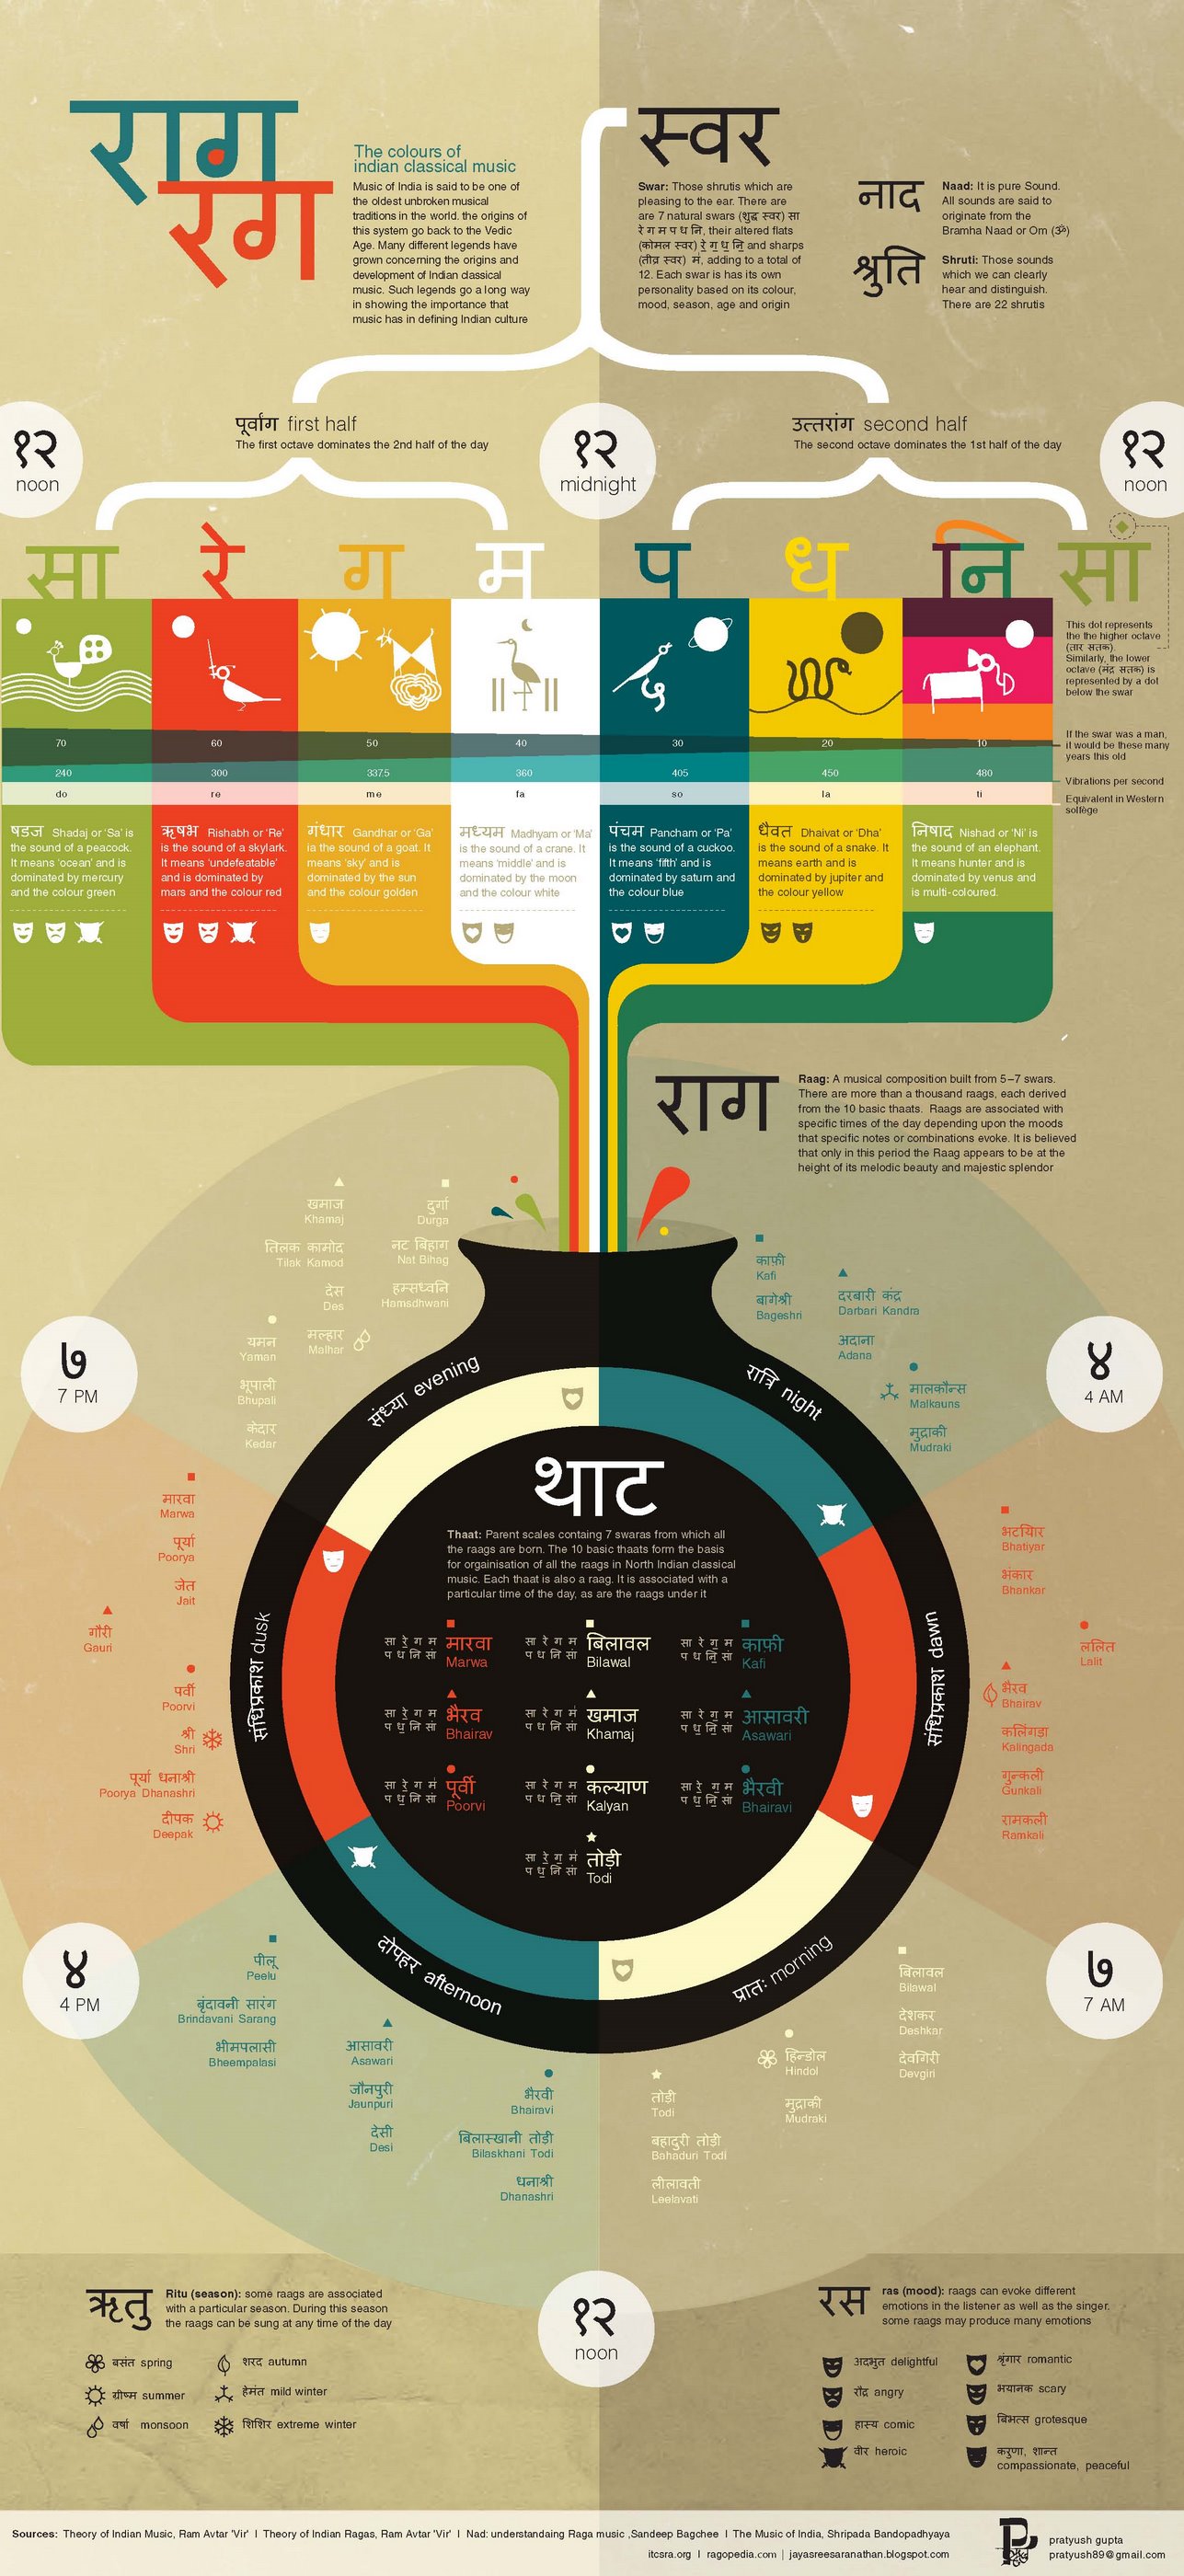 राग
रंग
The colours of
indian classical music
Music of India is said to be one of
the oldest unbroken musical
traditions in the world. the origins of
this system go back to the Vedic
Age. Many different legends have
grown concerning the origins and
development of Indian classical
music. Such legends go a long way
in showing the importance that
music has in defining Indian culture
स्वर
Swar: Those shrutis which are
pleasing to the ear. There are
are 7 natural swars (शुद्ध स्वर) सा
रे ग म प ध नि, their altered flats
(कोमल स्वर) रे॒ ग॒ ध॒ नि॒ and sharps
(तीव्र स्वर) मं, adding to a total of
12. Each swar is has its own
personality based on its colour,
mood, season, age and origin
नाद
Naad: It is pure Sound.
All sounds are said to
originate from the
Bramha Naad or Om (ॐ)
श्रुति
Shruti: Those sounds
which we can clearly
hear and distinguish.
There are 22 shrutis
१२
noon
पूर्वांग first half
The first octave dominates the 2nd half of the day
१२
midnight
उत्तरांग second half
The second octave dominates the 1st half of the day
१२
noon
सा रे ग म प ध नि सां
This dot represents
the the higher octave
(तार सतक).
Similarly, the lower
octave (मंद्र सतक) is
represented by a dot
below the swar
70 60 50 40 30 20 10
If the swar was a man,
it would be these many
years this old
240 300 337.5 360 405 450 480
Vibrations per second
do re me fa so la ti
Equivalent in Western
solfège
षडज Shadaj or 'Sa' is
the sound of a peacock.
It means 'ocean' and is
dominated by mercury
and the colour green
ऋषभ Rishabh or 'Re'
is the sound of a skylark.
It means 'undefeatable'
and is dominated by
mars and the colour red
गंधार Gandhar or 'Ga'
ia the sound of a goat. It
means 'sky' and is
dominated by the sun
and the colour golden
मध्यम Madhyam or 'Ma'
is the sound of a crane. It
means 'middle' and is
dominated by the moon
and the colour white
पंचम Pancham or 'Pa'
is the sound of a cuckoo.
It means 'fifth' and is
dominated by saturn and
the colour blue
धैवत Dhaivat or 'Dha'
is the sound of a snake. It
means earth and is
dominated by jupiter and
the colour yellow
निषाद Nishad or 'Ni' is
the sound of an elephant.
It means hunter and is
dominated by venus and
is multi-coloured.
राग
Raag: A musical composition built from 5–7 swars.
There are more than a thousand raags, each derived
from the 10 basic thaats. Raags are associated with
specific times of the day depending upon the moods
that specific notes or combinations evoke. It is believed
that only in this period the Raag appears to be at the
height of its melodic beauty and majestic splendor
खमाज
Khamaj
तिलक कामोद
Tilak Kamod
देस
Des
मल्हार
Malhar
दुर्गा
Durga
नट बिहाग
Nat Bihag
हम्सध्वनि
Hamsdhwani
यमन
Yaman
भूपाली
Bhupali
केदार
Kedar
काफ़ी
Kafi
बागेश्री
Bageshri
दरबारी कंद्र
Darbari Kandra
अदाना
Adana
मालकौन्स
Malkauns
मुद्राकी
Mudraki
७
7 PM
४
4 AM
संध्या evening
रात्रि night
थाट
Thaat: Parent scales containg 7 swaras from which all
the raags are born. The 10 basic thaats form the basis
for orgainisation of all the raags in North Indian classical
music. Each thaat is also a raag. It is associated with a
particular time of the day, as are the raags under it
सा रे॒ ग मं
प ध नि सां
मारवा
Marwa
सा रे ग म
प ध नि सां
बिलावल
Bilawal
सा रे ग॒ म
प ध नि॒ सां
काफ़ी
Kafi
सा रे॒ ग म
प ध॒ नि सां
भैरव
Bhairav
सा रे ग म
प ध नि॒ सां
खमाज
Khamaj
सा रे ग॒ म
प ध॒ नि॒ सां
आसावरी
Asawari
सा रे॒ ग मं
प ध॒ नि सां
पूर्वी
Poorvi
सा रे ग मं
प ध नि सां
कल्याण
Kalyan
सा रे॒ ग॒ म
प ध॒ नि॒ सां
भैरवी
Bhairavi
सा रे॒ ग॒ मं
प ध॒ नि सां
तोड़ी
Todi
मारवा
Marwa
पूर्या
Poorya
जेत
Jait
गौरी
Gauri
पर्वी
Poorvi
श्री
Shri
पूर्या धनाश्री
Poorya Dhanashri
दीपक
Deepak
संधिप्रकाश dusk
संधिप्रकाश dawn
भटियार
Bhatiyar
भंकार
Bhankar
ललित
Lalit
भैरव
Bhairav
कलिंगड़ा
Kalingada
गुन्कली
Gunkali
रामकली
Ramkali
४
4 PM
७
7 AM
दोपहर afternoon
प्रातः morning
पीलू
Peelu
बृंदावनी सारंग
Brindavani Sarang
भीमपलासी
Bheempalasi
आसावरी
Asawari
जौनपुरी
Jaunpuri
देसी
Desi
भैरवी
Bhairavi
बिलास्खानी तोड़ी
Bilaskhani Todi
धनाश्री
Dhanashri
तोड़ी
Todi
बहादुरी तोड़ी
Bahaduri Todi
लीलावती
Leelavati
हिन्डोल
Hindol
मुद्राकी
Mudraki
बिलावल
Bilawal
देशकर
Deshkar
देवगिरी
Devgiri
ऋतु
Ritu (season): some raags are associated
with a particular season. During this season
the raags can be sung at any time of the day
बसंत spring
ग्रीष्म summer
वर्षा monsoon
शरद autumn
हेमंत mild winter
शिशिर extreme winter
१२
noon
रस
ras (mood): raags can evoke different
emotions in the listener as well as the singer.
some raags may produce many emotions
अदभुत delightful
रौद्र angry
हास्य comic
वीर heroic
श्रृंगार romantic
भयानक scary
बिभत्स grotesque
करुणा, शान्त
compassionate, peaceful
Sources: Theory of Indian Music, Ram Avtar 'Vir' | Theory of Indian Ragas, Ram Avtar 'Vir' | Nad: understandaing Raga music ,Sandeep Bagchee | The Music of India, Shripada Bandopadhyaya
itcsra.org | ragopedia.com | jayasreesaranathan.blogspot.com
pratyush gupta
pratyush89@gmail.com